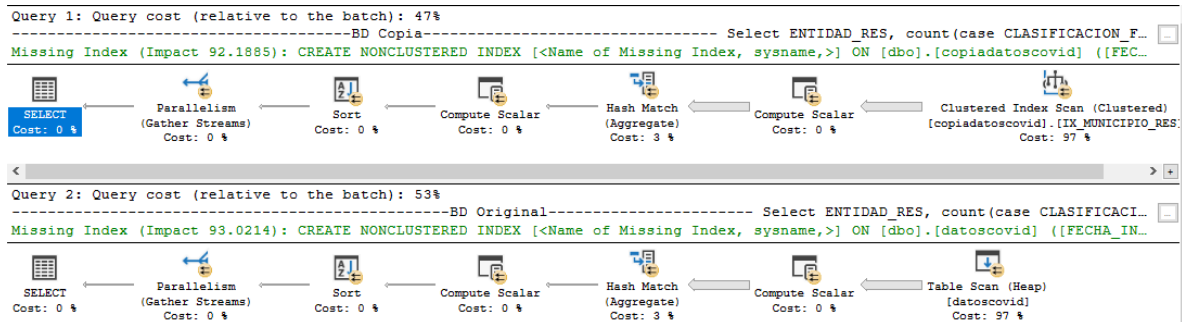 Query 1: Query cost (relative to the batch): 47%
-----------------------------------BD Copia------------------------------ Select ENTIDAD_RES, count(case CLASIFICACION_F…
Missing Index (Impact 92.1885): CREATE NONCLUSTERED INDEX [<Name of Missing Index, sysname,>] ON [dbo].[copiadatoscovid] ([FEC…
SELECT
Cost: 0 %
Parallelism
(Gather Streams)
Cost: 0 %
Sort
Cost: 0 %
Compute Scalar
Cost: 0 %
Hash Match
(Aggregate)
Cost: 3 %
Compute Scalar
Cost: 0 %
Clustered Index Scan (Clustered)
[copiadatoscovid].[IX_MUNICIPIO_RES]
Cost: 97 %
Query 2: Query cost (relative to the batch): 53%
---------------------------------------------BD Original----------------------- Select ENTIDAD_RES, count(case CLASIFICACI…
Missing Index (Impact 93.0214): CREATE NONCLUSTERED INDEX [<Name of Missing Index, sysname,>] ON [dbo].[datoscovid] ([FECHA_IN…
SELECT
Cost: 0 %
Parallelism
(Gather Streams)
Cost: 0 %
Sort
Cost: 0 %
Compute Scalar
Cost: 0 %
Hash Match
(Aggregate)
Cost: 3 %
Compute Scalar
Cost: 0 %
Table Scan (Heap)
[datoscovid]
Cost: 97 %